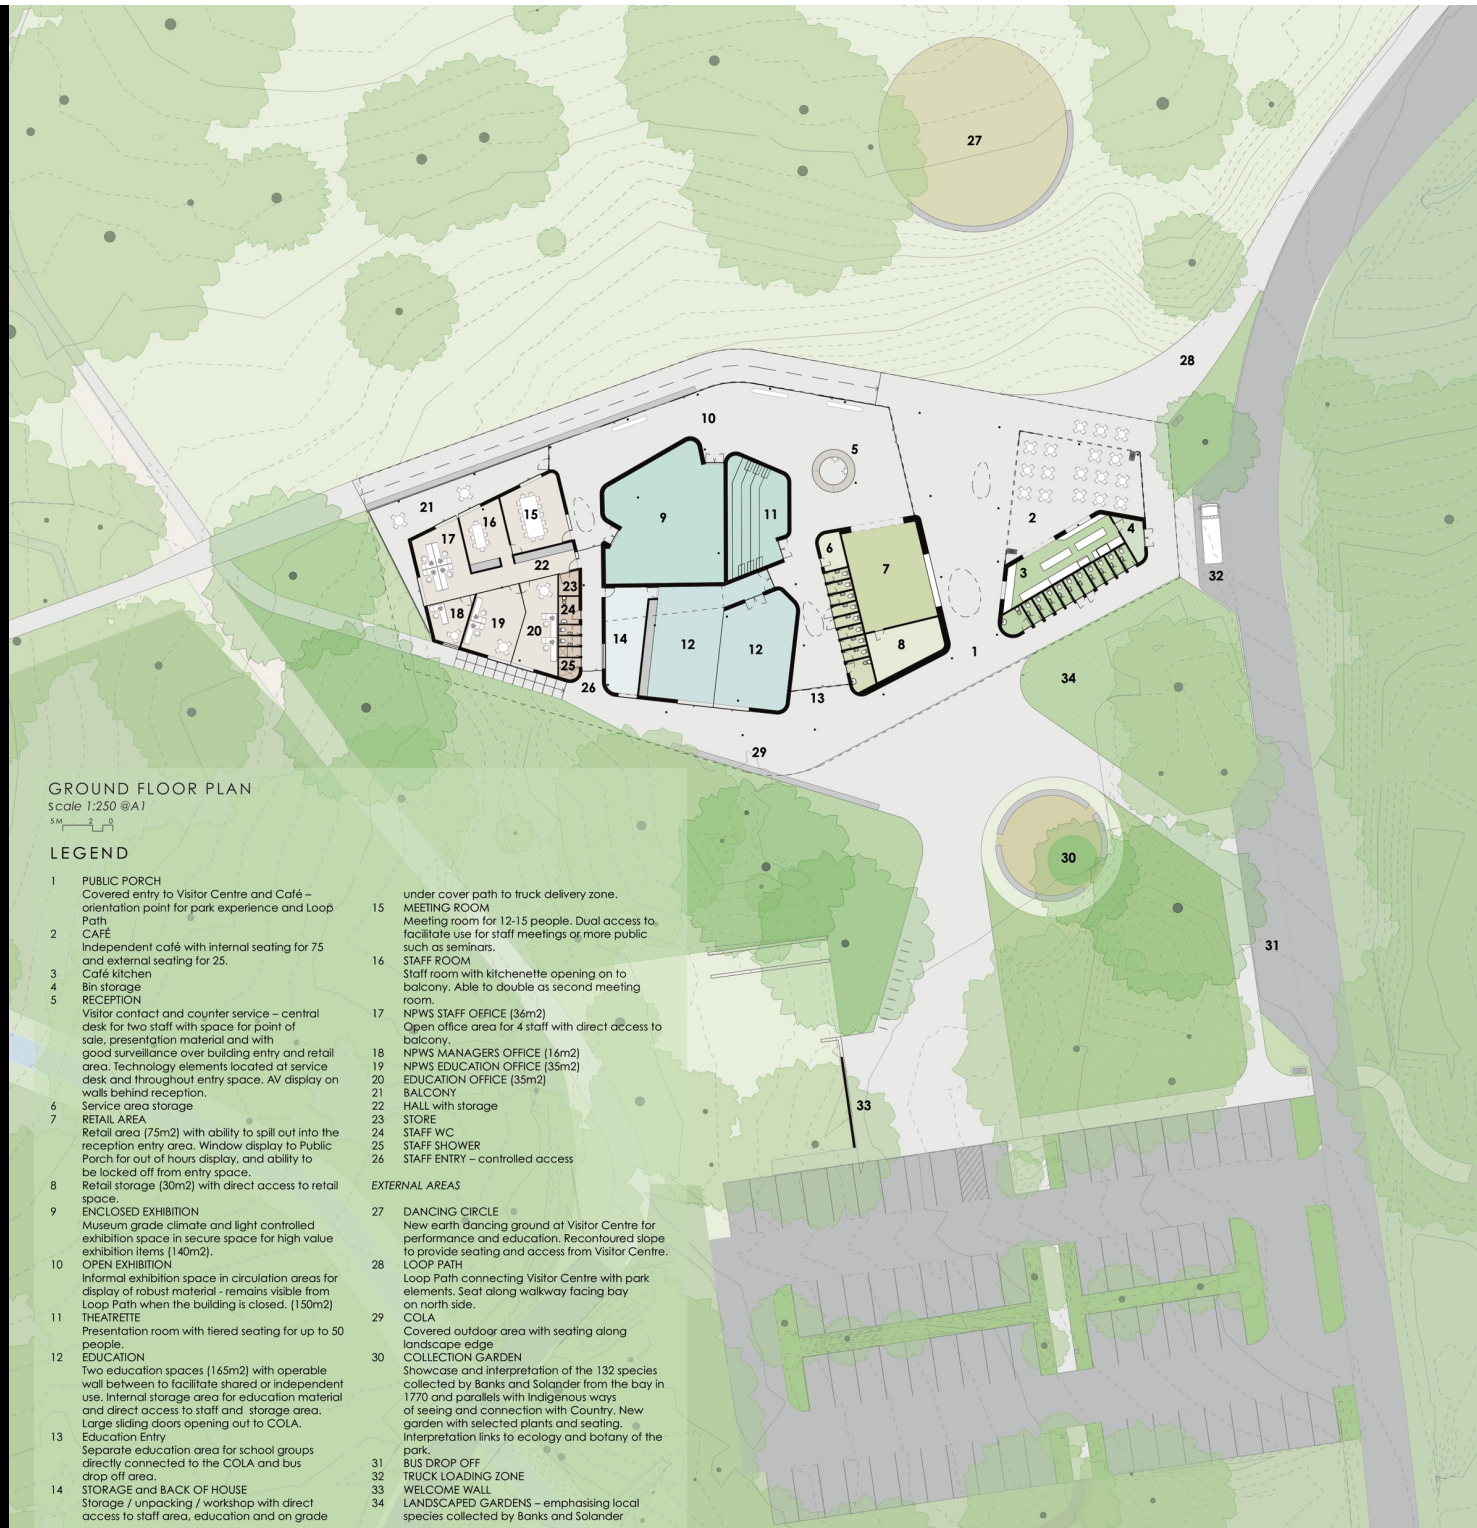 27
28
10
5
21
15
16
9
11
2
4
17
6
7
3
22
32
23
18
24
19
20
14
12
12
8
1
25
34
26
13
29
GROUND FLOOR PLAN
scale 1:250 @A1
5M 2 0
LEGEND
30
31
33
1 PUBLIC PORCH
Covered entry to Visitor Centre and Café –
orientation point for park experience and Loop
Path
2 CAFÉ
Independent café with internal seating for 75
and external seating for 25.
3 Café kitchen
4 Bin storage
5 RECEPTION
Visitor contact and counter service – central
desk for two staff with space for point of
sale, presentation material and with
good surveillance over building entry and retail
area. Technology elements located at service
desk and throughout entry space. AV display on
walls behind reception.
6 Service area storage
7 RETAIL AREA
Retail area (75m2) with ability to spill out into the
reception entry area. Window display to Public
Porch for out of hours display, and ability to
be locked off from entry space.
8 Retail storage (30m2) with direct access to retail
space.
9 ENCLOSED EXHIBITION
Museum grade climate and light controlled
exhibition space in secure space for high value
exhibition items (140m2).
10 OPEN EXHIBITION
Informal exhibition space in circulation areas for
display of robust material - remains visible from
Loop Path when the building is closed. (150m2)
11 THEATRETTE
Presentation room with tiered seating for up to 50
people.
12 EDUCATION
Two education spaces (165m2) with operable
wall between to facilitate shared or independent
use. Internal storage area for education material
and direct access to staff and storage area.
Large sliding doors opening out to COLA.
13 Education Entry
Separate education area for school groups
directly connected to the COLA and bus
drop off area.
14 STORAGE and BACK OF HOUSE
Storage / unpacking / workshop with direct
access to staff area, education and on grade
under cover path to truck delivery zone.
15 MEETING ROOM
Meeting room for 12-15 people. Dual access to
facilitate use for staff meetings or more public
such as seminars.
16 STAFF ROOM
Staff room with kitchenette opening on to
balcony. Able to double as second meeting
room.
17 NPWS STAFF OFFICE (36m2)
Open office area for 4 staff with direct access to
balcony.
18 NPWS MANAGERS OFFICE (16m2)
19 NPWS EDUCATION OFFICE (35m2)
20 EDUCATION OFFICE (35m2)
21 BALCONY
22 HALL with storage
23 STORE
24 STAFF WC
25 STAFF SHOWER
26 STAFF ENTRY – controlled access
EXTERNAL AREAS
27 DANCING CIRCLE
New earth dancing ground at Visitor Centre for
performance and education. Recontoured slope
to provide seating and access from Visitor Centre.
28 LOOP PATH
Loop Path connecting Visitor Centre with park
elements. Seat along walkway facing bay
on north side.
29 COLA
Covered outdoor area with seating along
landscape edge
30 COLLECTION GARDEN
Showcase and interpretation of the 132 species
collected by Banks and Solander from the bay in
1770 and parallels with Indigenous ways
of seeing and connection with Country. New
garden with selected plants and seating.
Interpretation links to ecology and botany of the
park.
31 BUS DROP OFF
32 TRUCK LOADING ZONE
33 WELCOME WALL
34 LANDSCAPED GARDENS – emphasising local
species collected by Banks and Solander